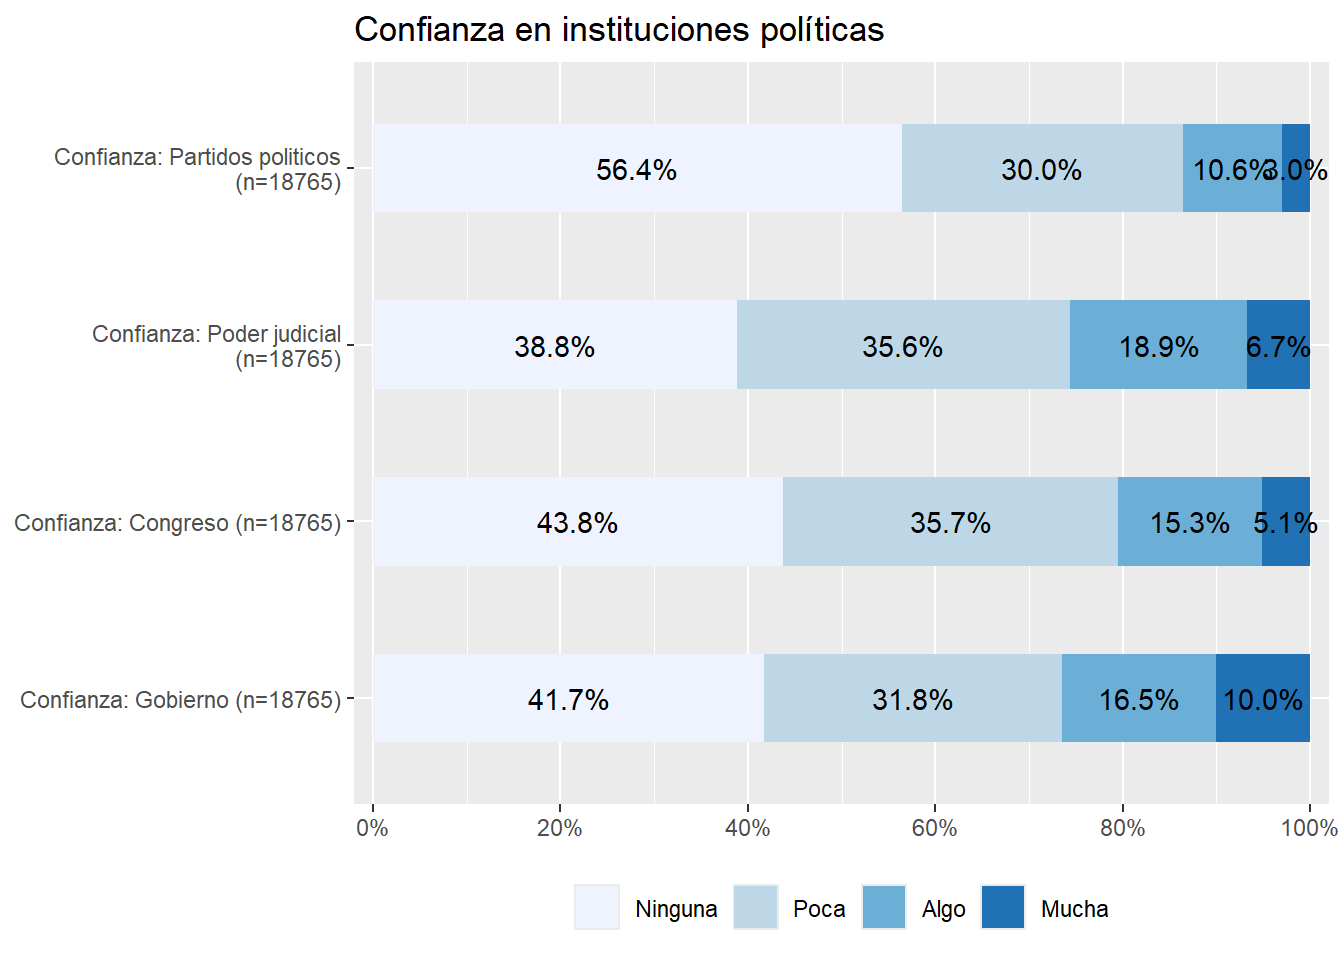 Confianza en instituciones políticas
Confianza: Partidos politicos
(n=18765)
56.4% 30.0% 10.6% 3.0%
Confianza: Poder judicial
(n=18765)
38.8% 35.6% 18.9% 6.7%
Confianza: Congreso (n=18765)
43.8% 35.7% 15.3% 5.1%
Confianza: Gobierno (n=18765)
41.7% 31.8% 16.5% 10.0%
0% 20% 40% 60% 80% 100%
Ninguna Poca Algo Mucha